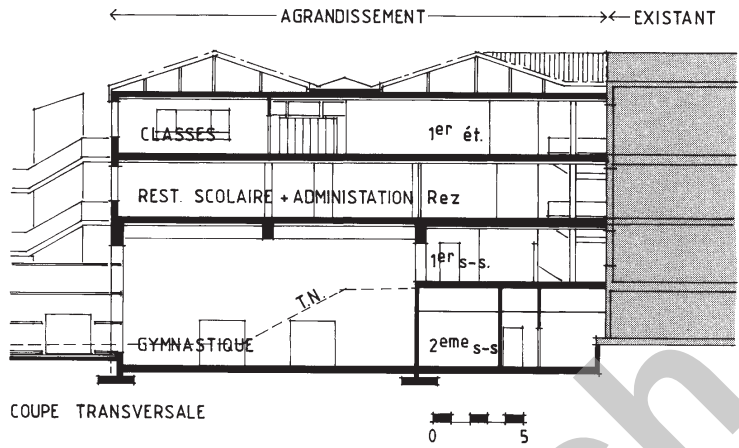 AGRANDISSEMENT EXISTANT
CLASSES 1er ét.
REST. SCOLAIRE + ADMINISTATION Rez
1er s-s.
T.N.
GYMNASTIQUE 2eme s-s
COUPE TRANSVERSALE
0 5